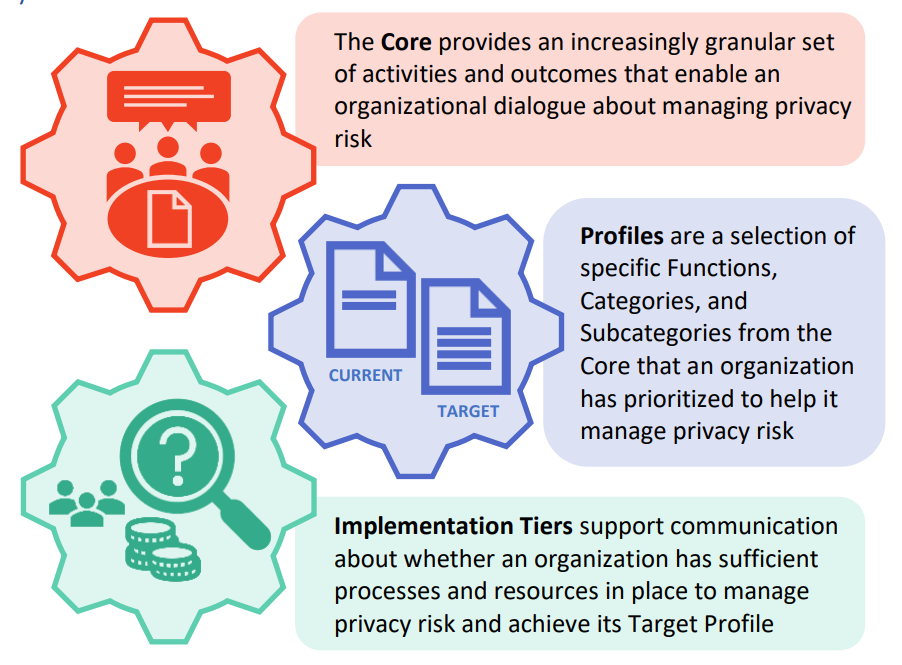 The Core provides an increasingly granular set
of activities and outcomes that enable an
organizational dialogue about managing privacy
risk
Profiles are a selection of
specific Functions,
Categories, and
Subcategories from the
Core that an organization
has prioritized to help it
manage privacy risk
CURRENT
TARGET
Implementation Tiers support communication
about whether an organization has sufficient
processes and resources in place to manage
privacy risk and achieve its Target Profile